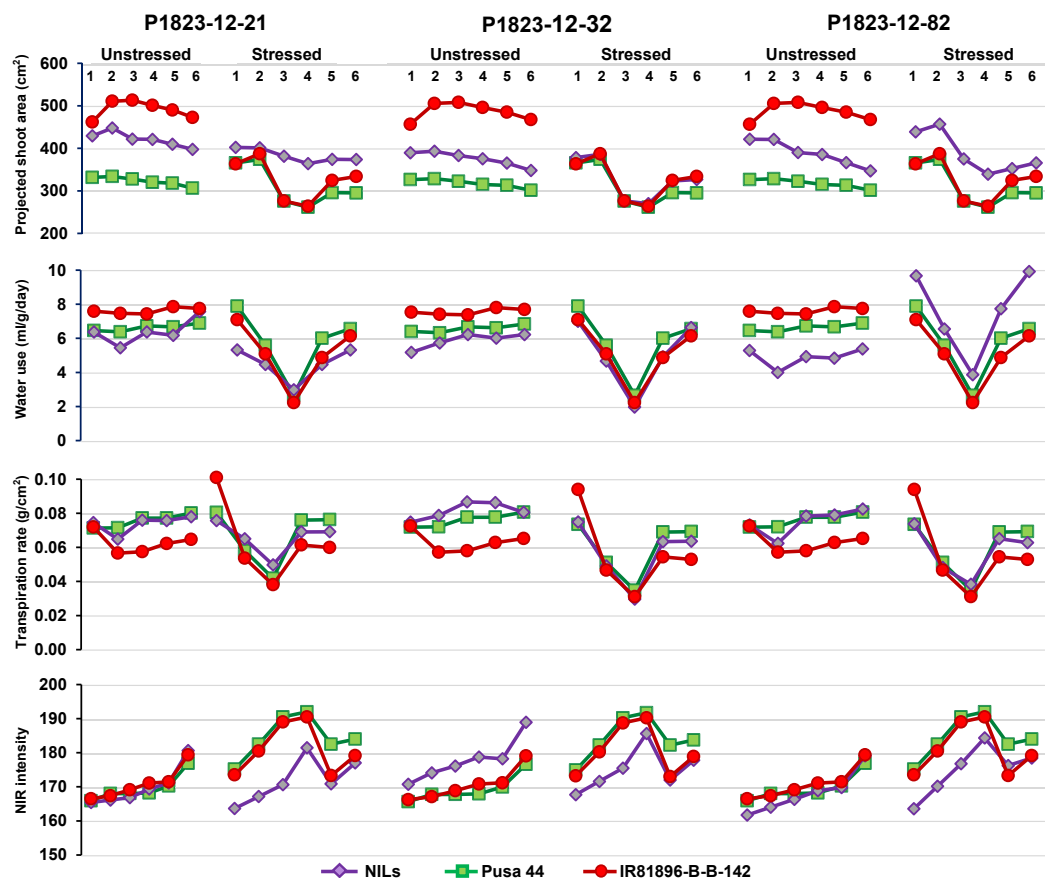 P1823-12-21 P1823-12-32 P1823-12-82
Unstressed Stressed Unstressed Stressed Unstressed Stressed
1 2 3 4 5 6 1 2 3 4 5 6 1 2 3 4 5 6 1 2 3 4 5 6 1 2 3 4 5 6 1 2 3 4 5 6
Projected shoot area (cm²)
600
500
400
300
200
Water use (ml/g/day)
10
8
6
4
2
0
Transpiration rate (g/cm²)
0.10
0.08
0.06
0.04
0.02
0.00
NIR intensity
200
190
180
170
160
150
NILs Pusa 44 IR81896-B-B-142